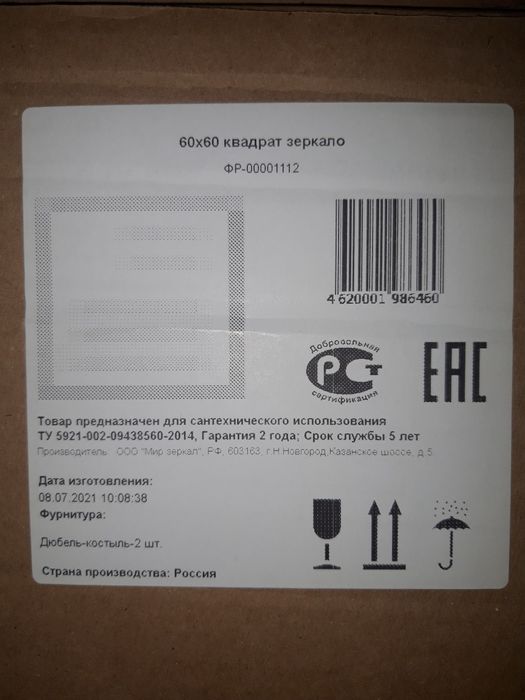 60x60 квадрат зеркало
ФР-00001112
4 620001 986460
Добровольная
РСТ
сертификация
ЕАС
Товар предназначен для сантехнического использования
ТУ 5921-002-09438560-2014, Гарантия 2 года; Срок службы 5 лет
Производитель: ООО "Мир зеркал", РФ, 603163, г.Н.Новгород,Казанское шоссе, д.5.
Дата изготовления:
08.07.2021 10:08:38
Фурнитура:
Дюбель-костыль-2 шт.
Страна производства: Россия